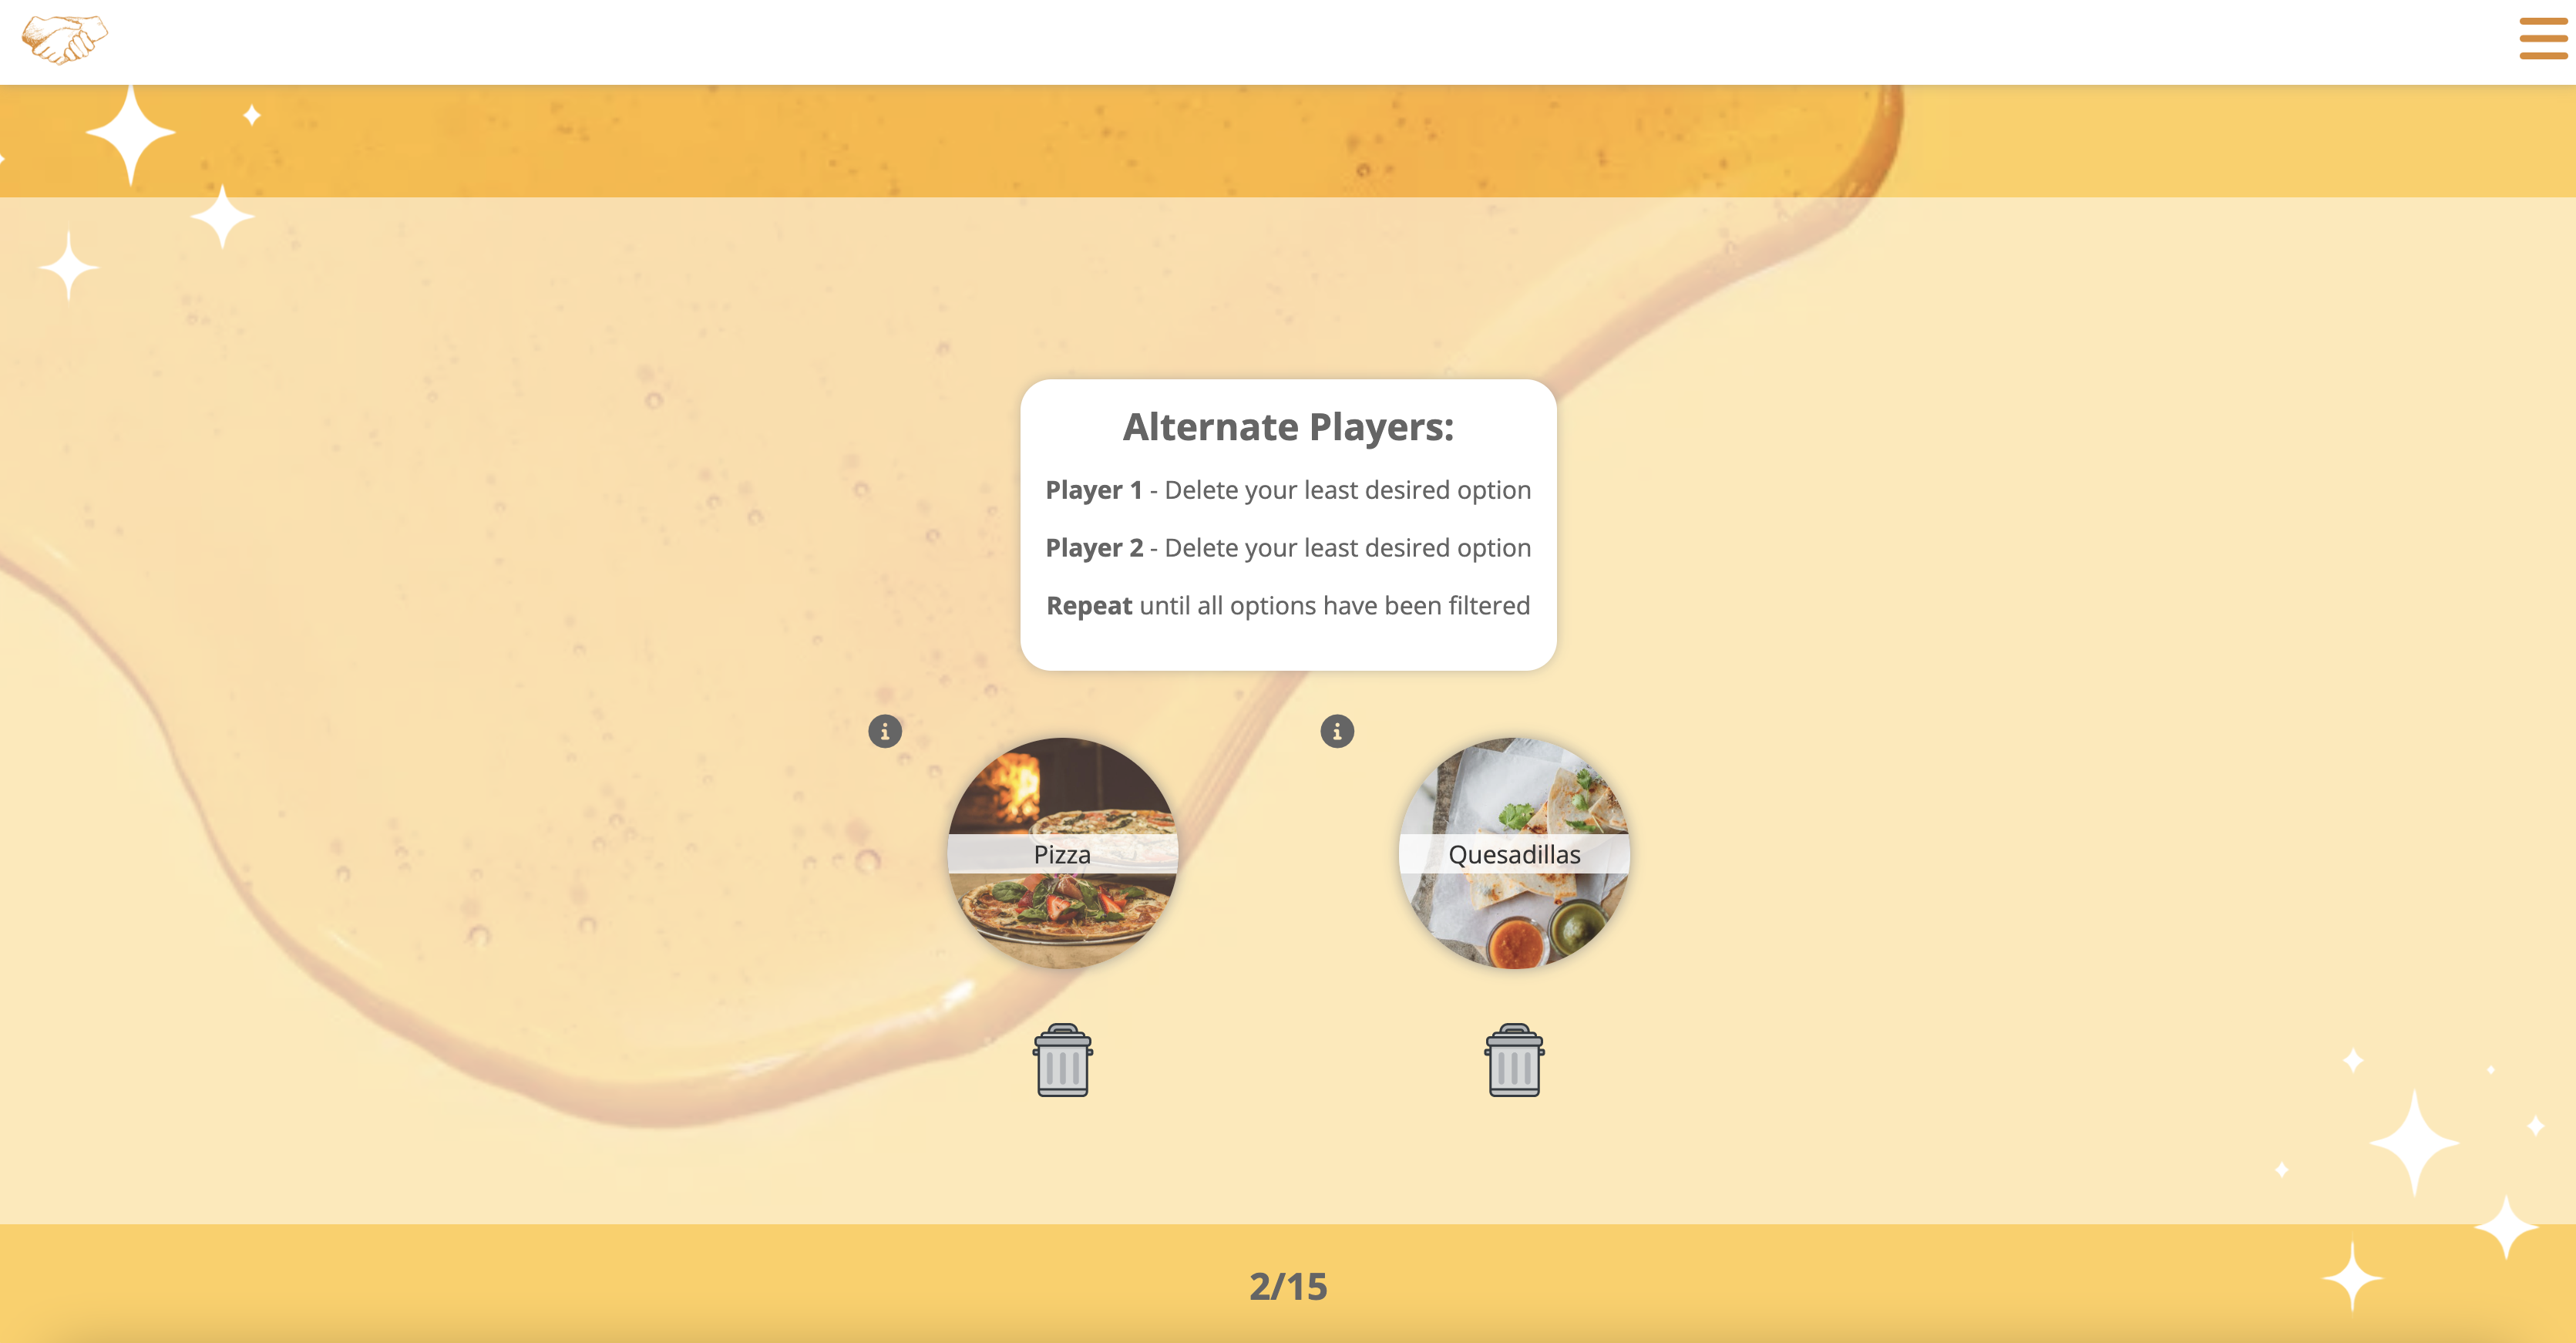 Alternate Players:
Player 1 - Delete your least desired option
Player 2 - Delete your least desired option
Repeat until all options have been filtered
Pizza
Quesadillas
2/15